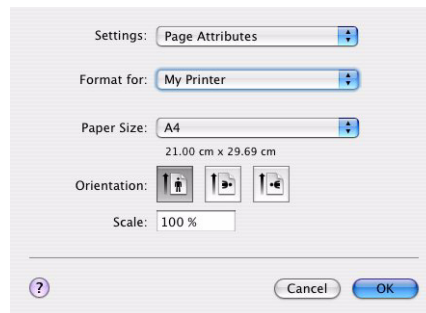 Settings: Page Attributes
Format for: My Printer
Paper Size: A4
21.00 cm x 29.69 cm
Orientation:
Scale: 100 %
? Cancel OK